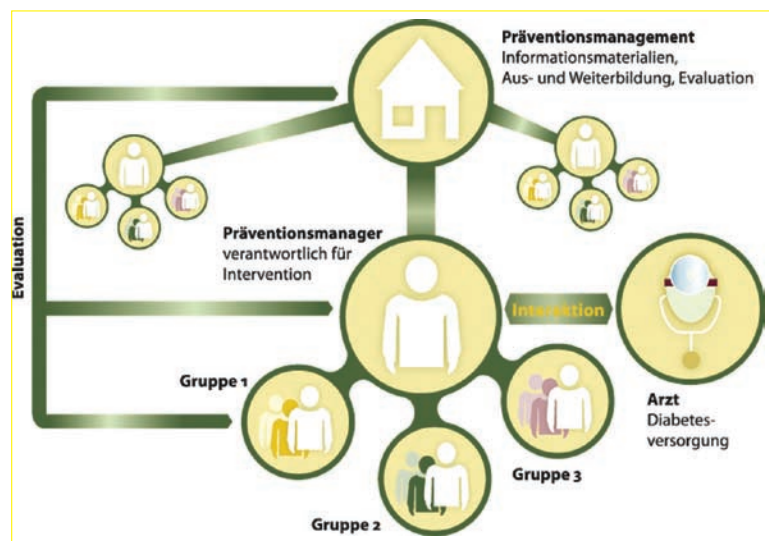 Präventionsmanagement
Informationsmaterialien,
Aus- und Weiterbildung, Evaluation
Evaluation
Präventionsmanager
verantwortlich für
Intervention
Interaktion
Gruppe 1
Gruppe 2
Gruppe 3
Arzt
Diabetes-
versorgung